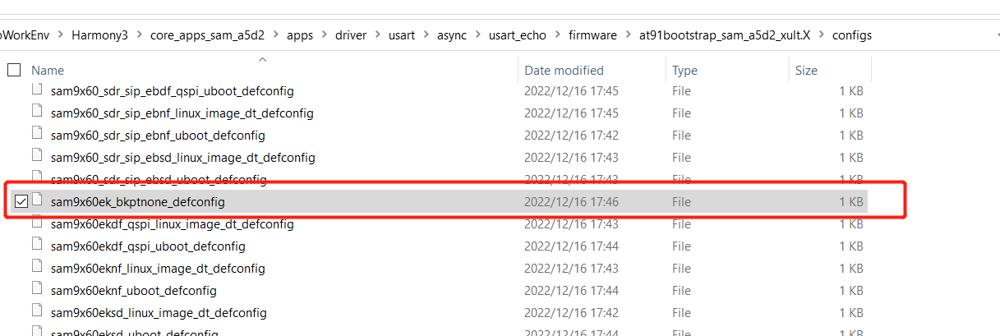 oWorkEnv > Harmony3 > core_apps_sam_a5d2 > apps > driver > usart > async > usart_echo > firmware > at91bootstrap_sam_a5d2_xult.X > configs
Name Date modified Type Size
sam9x60_sdr_sip_ebdf_qspi_uboot_defconfig 2022/12/16 17:45 File 1 KB
sam9x60_sdr_sip_ebnf_linux_image_dt_defconfig 2022/12/16 17:45 File 1 KB
sam9x60_sdr_sip_ebnf_uboot_defconfig 2022/12/16 17:42 File 1 KB
sam9x60_sdr_sip_ebsd_linux_image_dt_defconfig 2022/12/16 17:43 File 1 KB
sam9x60_sdr_sip_ebsd_uboot_defconfig 2022/12/16 17:43 File 1 KB
sam9x60ek_bkptnone_defconfig 2022/12/16 17:46 File 1 KB
sam9x60ekdf_qspi_linux_image_dt_defconfig 2022/12/16 17:43 File 1 KB
sam9x60ekdf_qspi_uboot_defconfig 2022/12/16 17:44 File 1 KB
sam9x60eknf_linux_image_dt_defconfig 2022/12/16 17:43 File 1 KB
sam9x60eknf_uboot_defconfig 2022/12/16 17:44 File 1 KB
sam9x60eksd_linux_image_dt_defconfig 2022/12/16 17:42 File 1 KB
sam9x60eksd_uboot_defconfig 2022/12/16 17:44 File 1 KB